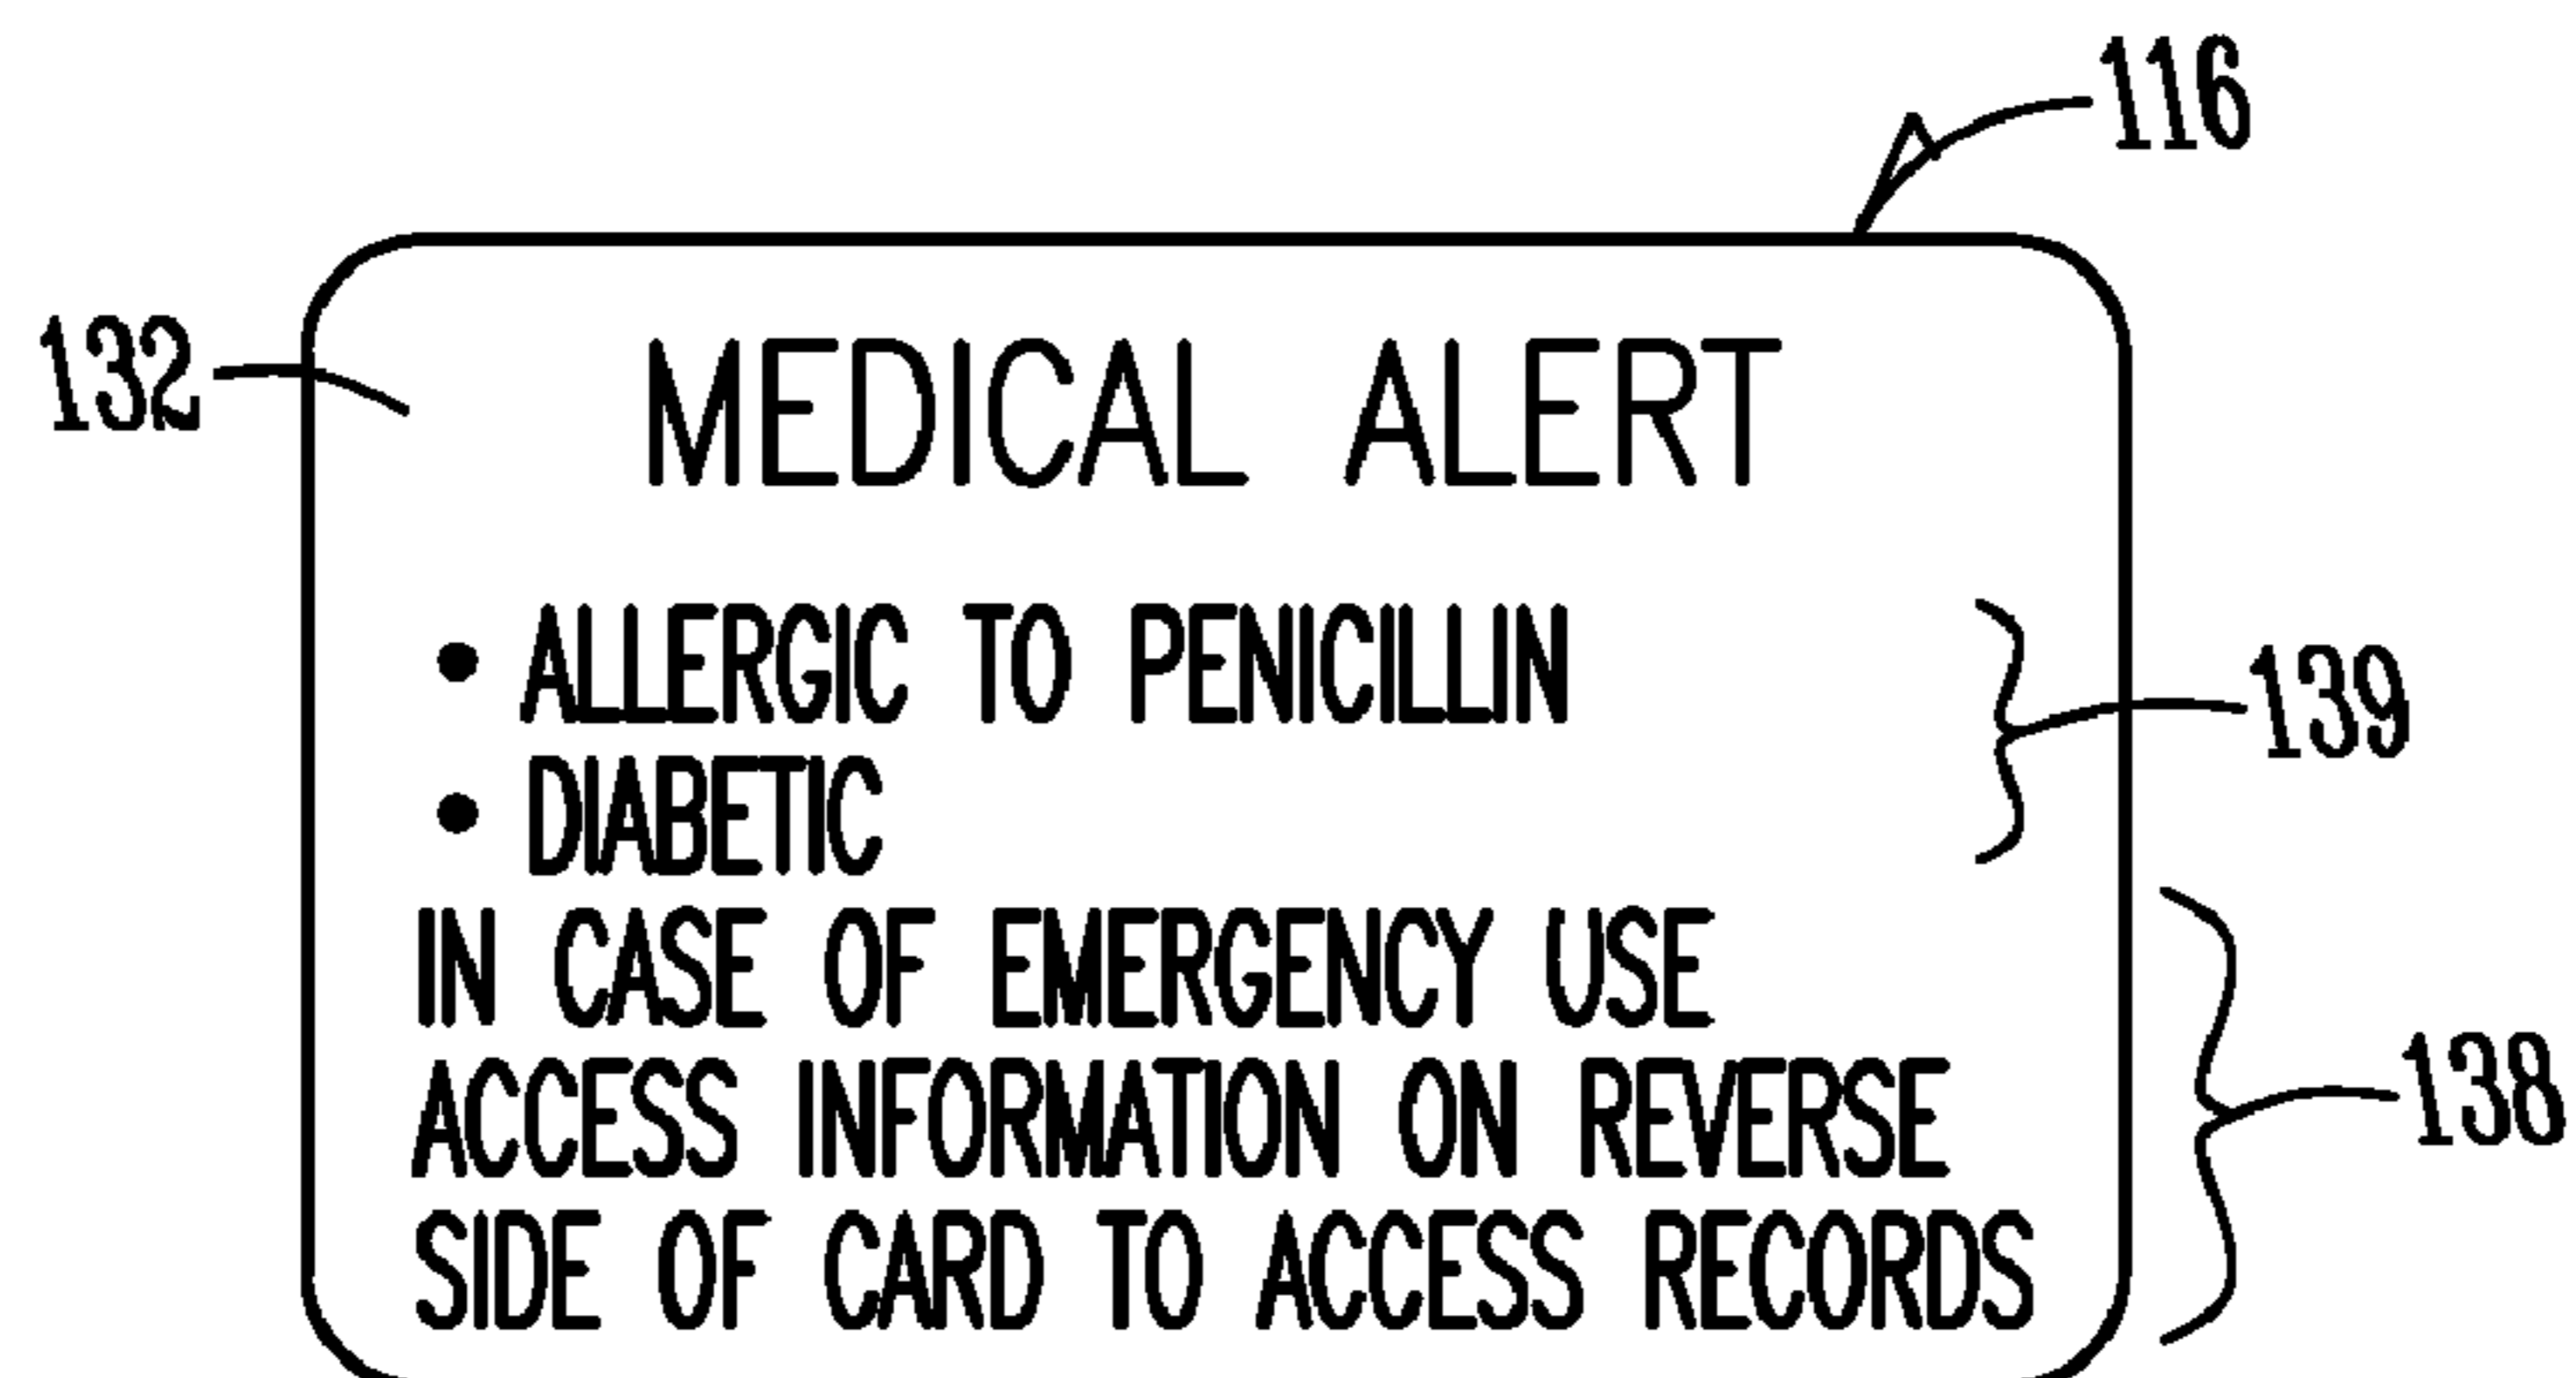 116
132
MEDICAL ALERT
• ALLERGIC TO PENICILLIN
139
• DIABETIC
IN CASE OF EMERGENCY USE
ACCESS INFORMATION ON REVERSE
138
SIDE OF CARD TO ACCESS RECORDS